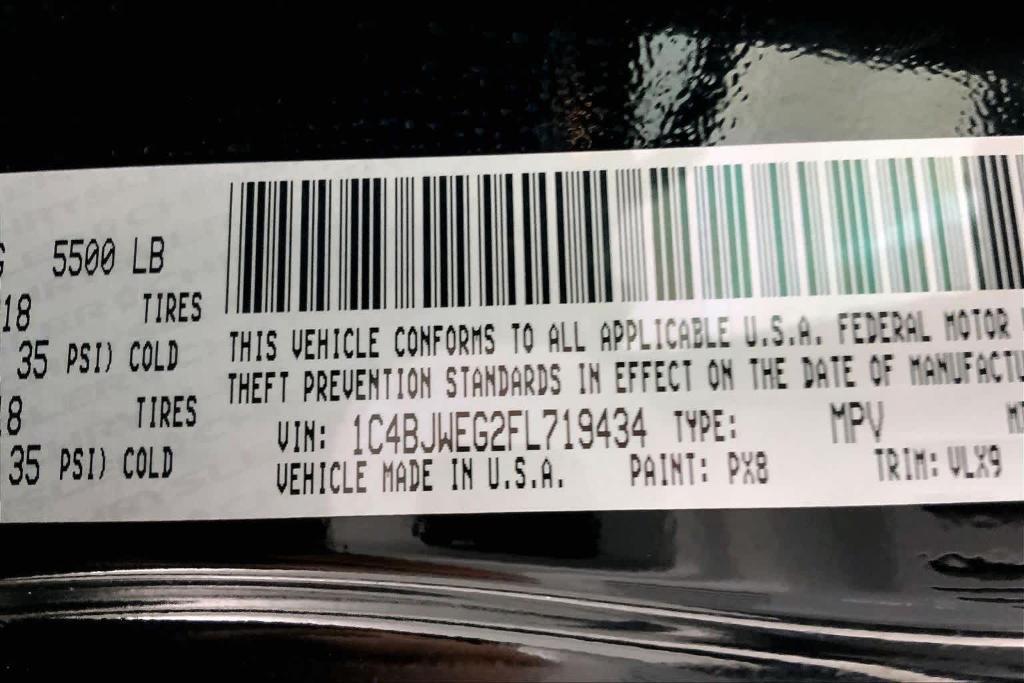 5500 LB
18 TIRES
35 PSI) COLD
8 TIRES
35 PSI) COLD
THIS VEHICLE CONFORMS TO ALL APPLICABLE U.S.A. FEDERAL MOTOR
THEFT PREVENTION STANDARDS IN EFFECT ON THE DATE OF MANUFACTU
VIN: 1C4BJWEG2FL719434 TYPE: MPV
VEHICLE MADE IN U.S.A. PAINT: PX8 TRIM: VLX9